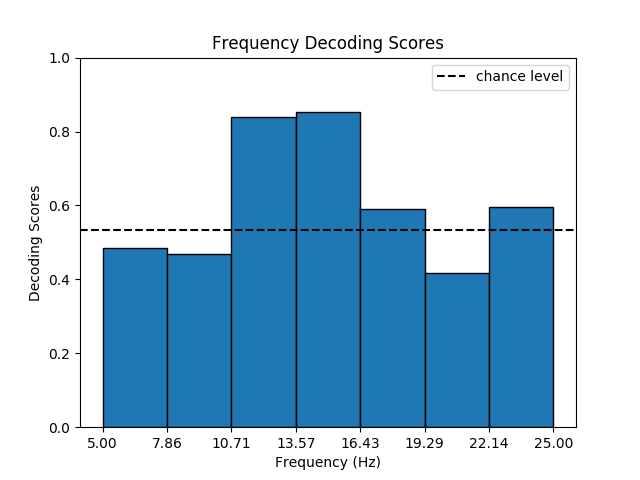 Frequency Decoding Scores
1.0
chance level
0.8
0.6
Decoding Scores
0.4
0.2
0.0
5.00 7.86 10.71 13.57 16.43 19.29 22.14 25.00
Frequency (Hz)